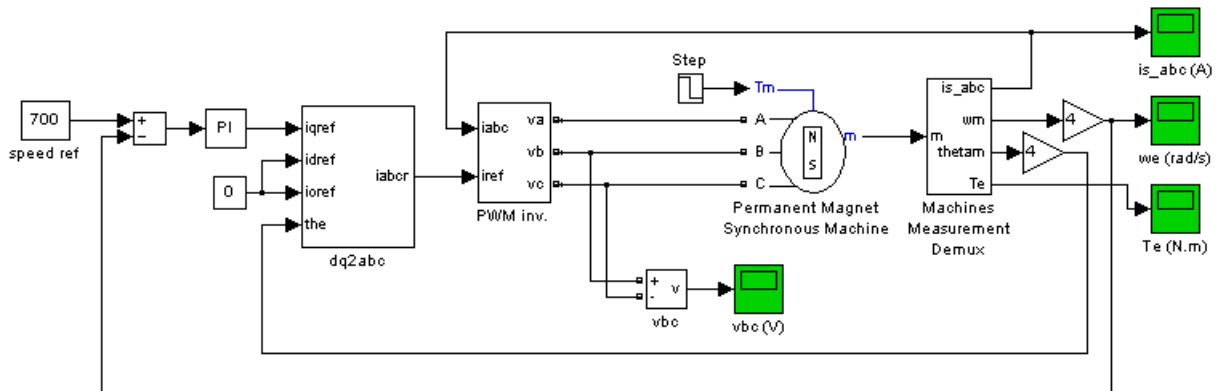 700
speed ref
+
−
PI
0
iqref
idref
ioref
the
iabcr
dq2abc
iabc
iref
va
vb
vc
PWM inv.
Step
Tm
A
B
C
N
S
m
Permanent Magnet
Synchronous Machine
+
-
v
vbc
vbc (V)
m
is_abc
wm
thetam
Te
Machines
Measurement
Demux
4
4
is_abc (A)
we (rad/s)
Te (N.m)